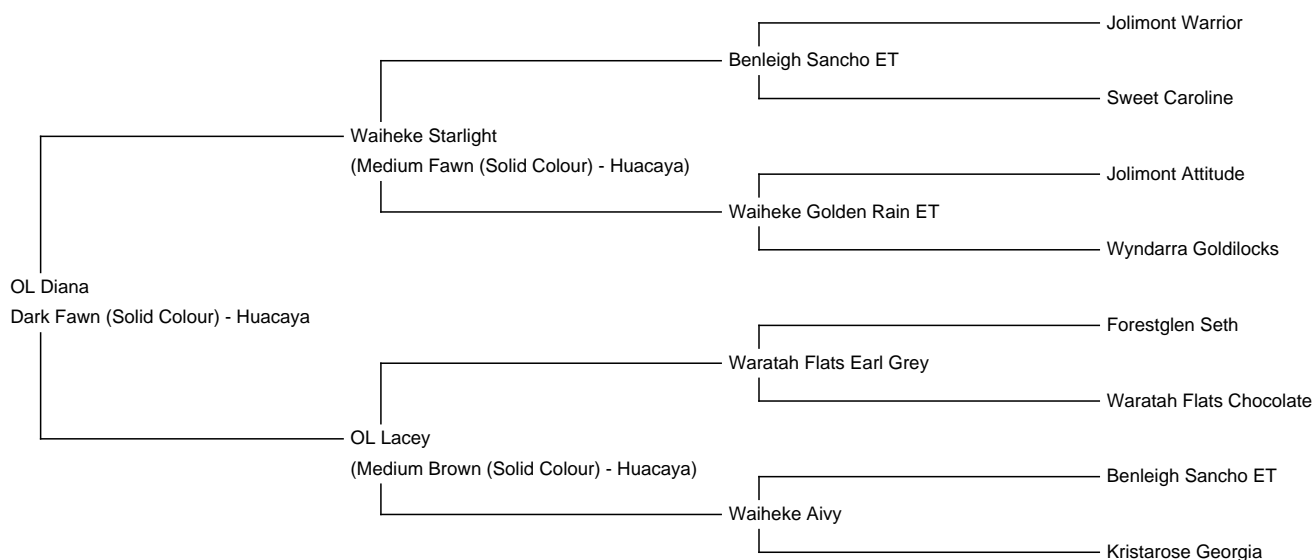 Jolimont Warrior
Benleigh Sancho ET
Sweet Caroline
Waiheke Starlight
(Medium Fawn (Solid Colour) - Huacaya)
Jolimont Attitude
Waiheke Golden Rain ET
Wyndarra Goldilocks
OL Diana
Dark Fawn (Solid Colour) - Huacaya
Forestglen Seth
Waratah Flats Earl Grey
Waratah Flats Chocolate
OL Lacey
(Medium Brown (Solid Colour) - Huacaya)
Benleigh Sancho ET
Waiheke Aivy
Kristarose Georgia